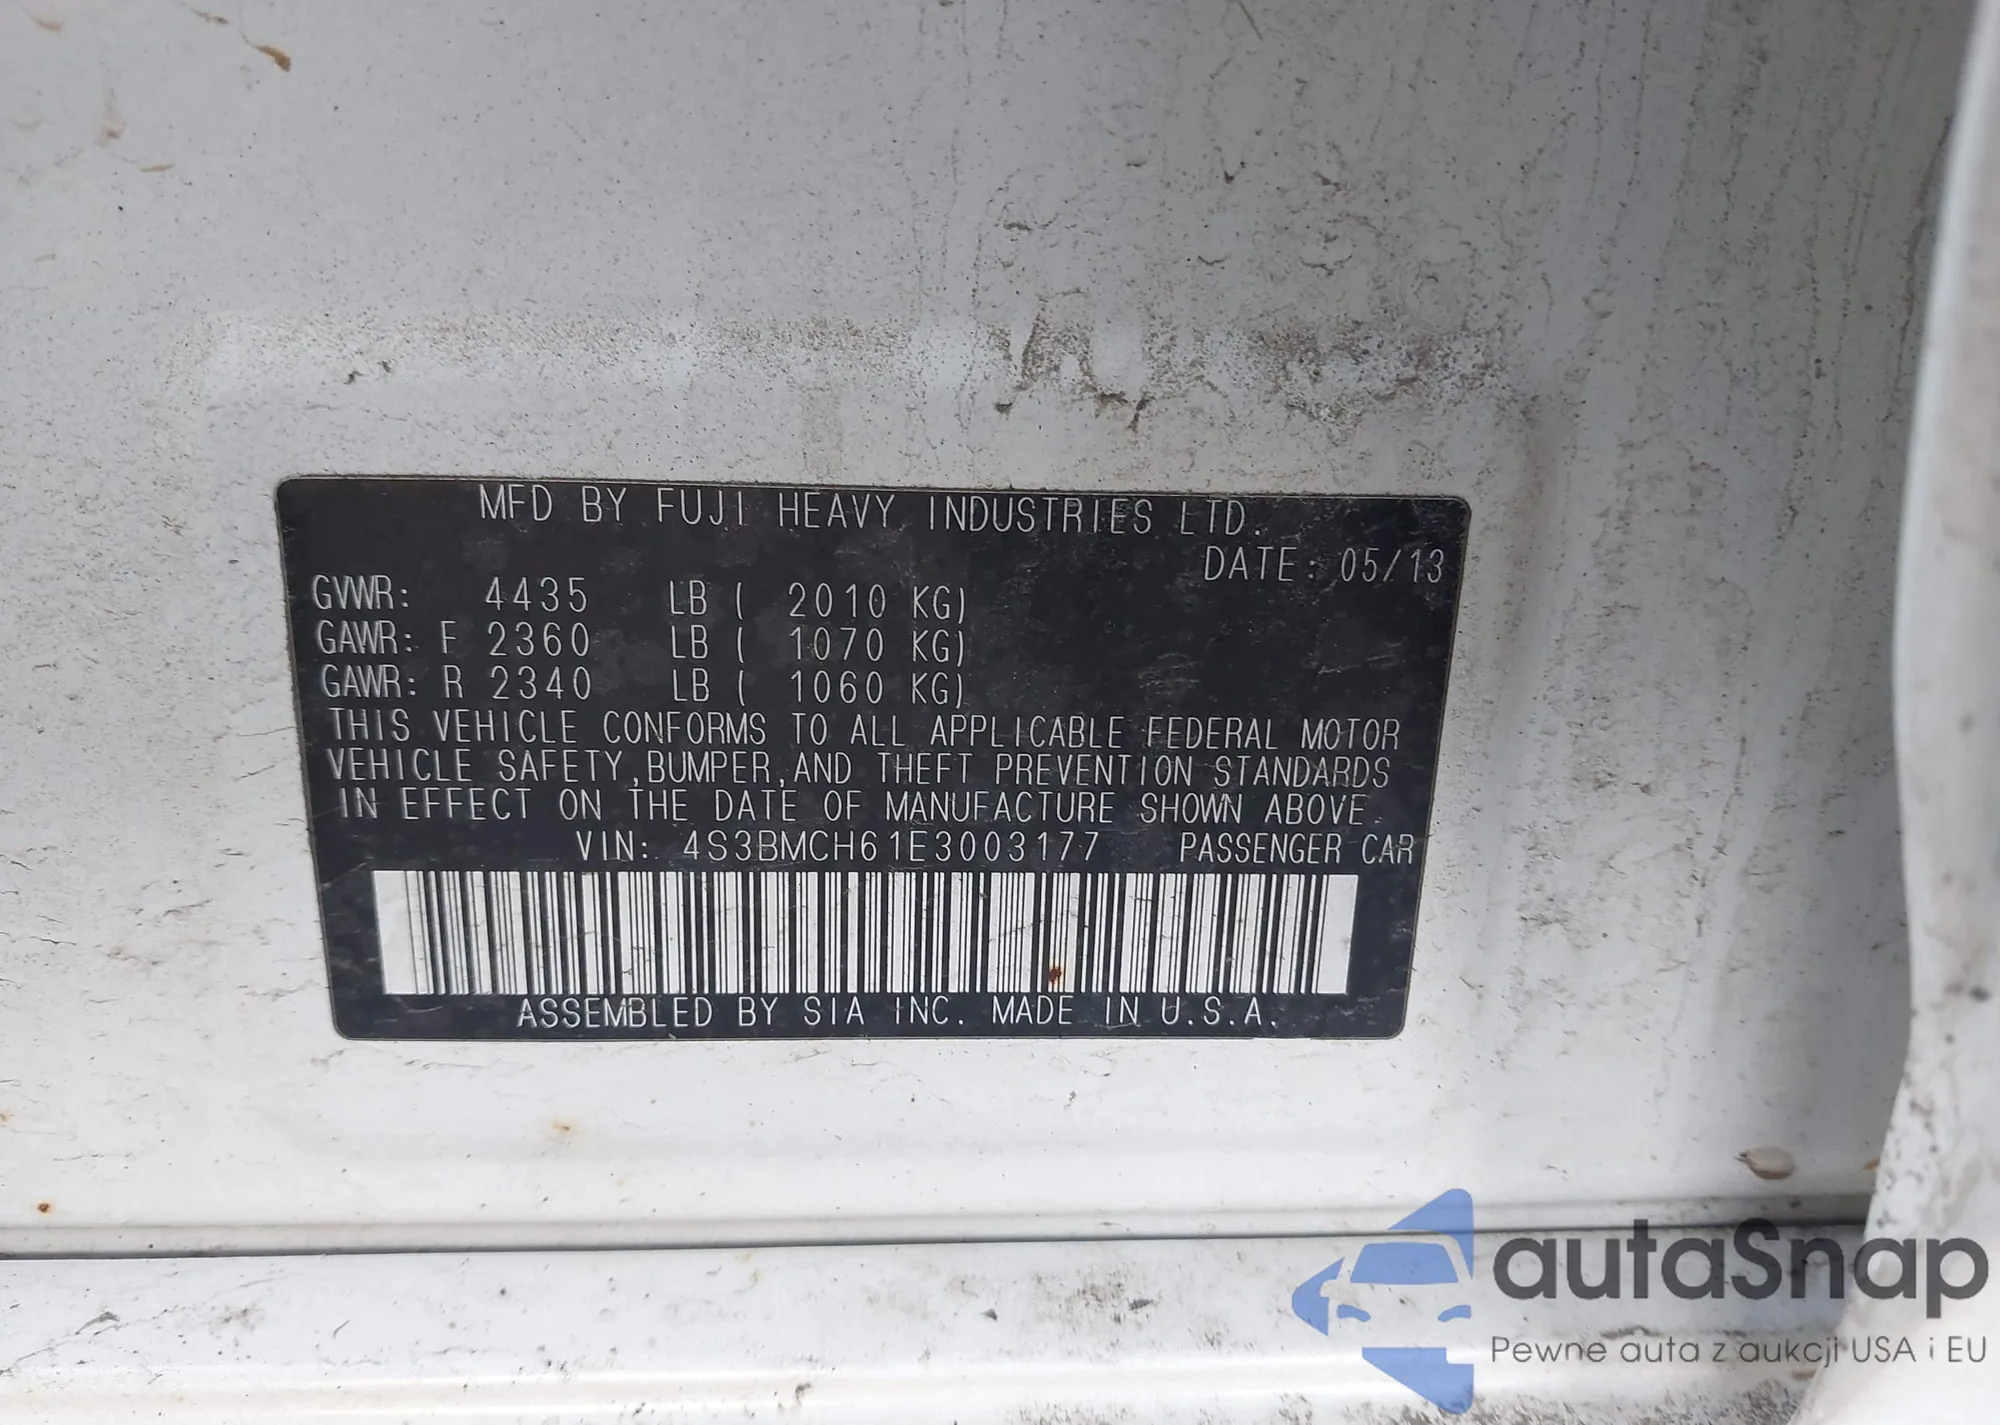 MFD BY FUJI HEAVY INDUSTRIES LTD.
DATE: 05/13
GVWR: 4435 LB ( 2010 KG)
GAWR: F 2360 LB ( 1070 KG)
GAWR: R 2340 LB ( 1060 KG)
THIS VEHICLE CONFORMS TO ALL APPLICABLE FEDERAL MOTOR
VEHICLE SAFETY,BUMPER,AND THEFT PREVENTION STANDARDS
IN EFFECT ON THE DATE OF MANUFACTURE SHOWN ABOVE.
VIN: 4S3BMCH61E3003177 PASSENGER CAR
ASSEMBLED BY SIA INC. MADE IN U.S.A.
autaSnap
Pewne auta z aukcji USA i EU